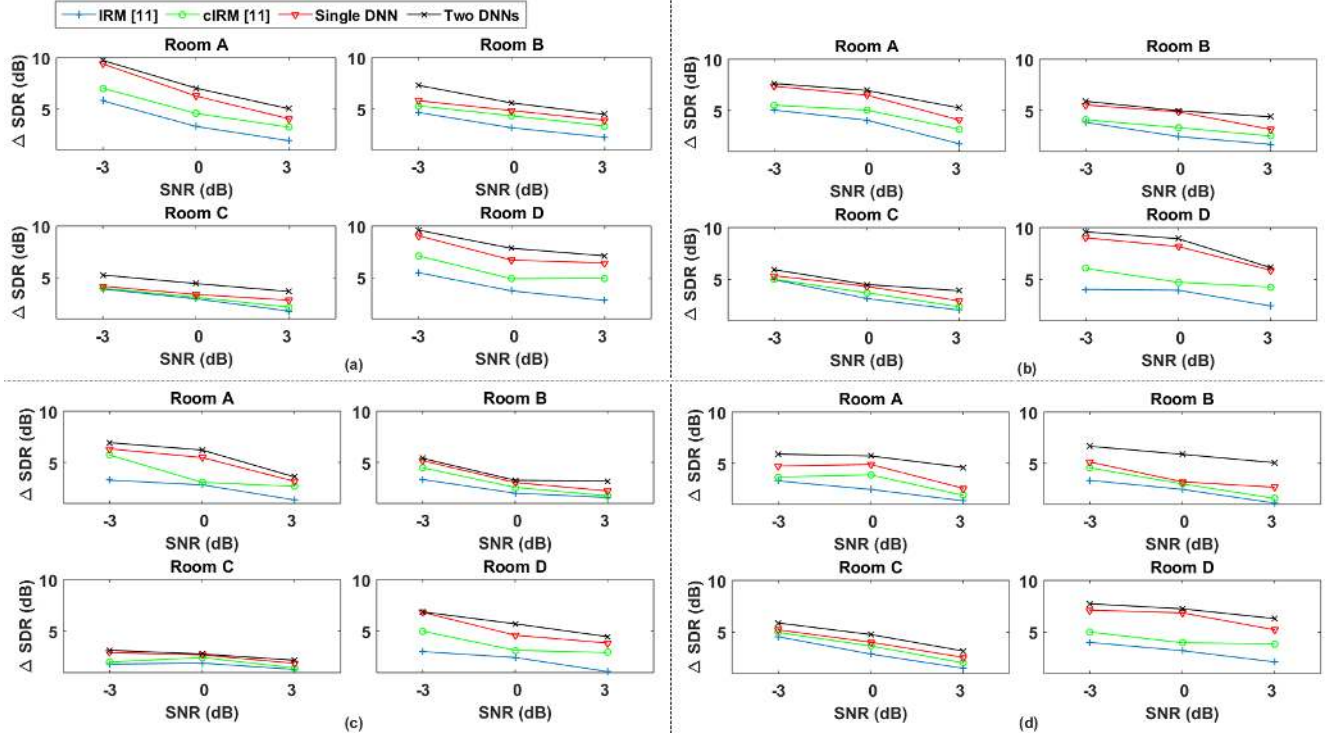 IRM [11] cIRM [11] Single DNN Two DNNs
Room A
Δ SDR (dB)
10
5
-3 0 3
SNR (dB)
Room B
10
5
-3 0 3
SNR (dB)
Room C
Δ SDR (dB)
10
5
-3 0 3
SNR (dB)
Room D
10
5
-3 0 3
SNR (dB)
(a)
Room A
Δ SDR (dB)
10
5
-3 0 3
SNR (dB)
Room B
10
5
-3 0 3
SNR (dB)
Room C
Δ SDR (dB)
10
5
-3 0 3
SNR (dB)
Room D
10
5
-3 0 3
SNR (dB)
(b)
Room A
Δ SDR (dB)
10
5
-3 0 3
SNR (dB)
Room B
10
5
-3 0 3
SNR (dB)
Room C
Δ SDR (dB)
10
5
-3 0 3
SNR (dB)
Room D
10
5
-3 0 3
SNR (dB)
(c)
Room A
Δ SDR (dB)
10
5
-3 0 3
SNR (dB)
Room B
10
5
-3 0 3
SNR (dB)
Room C
Δ SDR (dB)
10
5
-3 0 3
SNR (dB)
Room D
10
5
-3 0 3
SNR (dB)
(d)